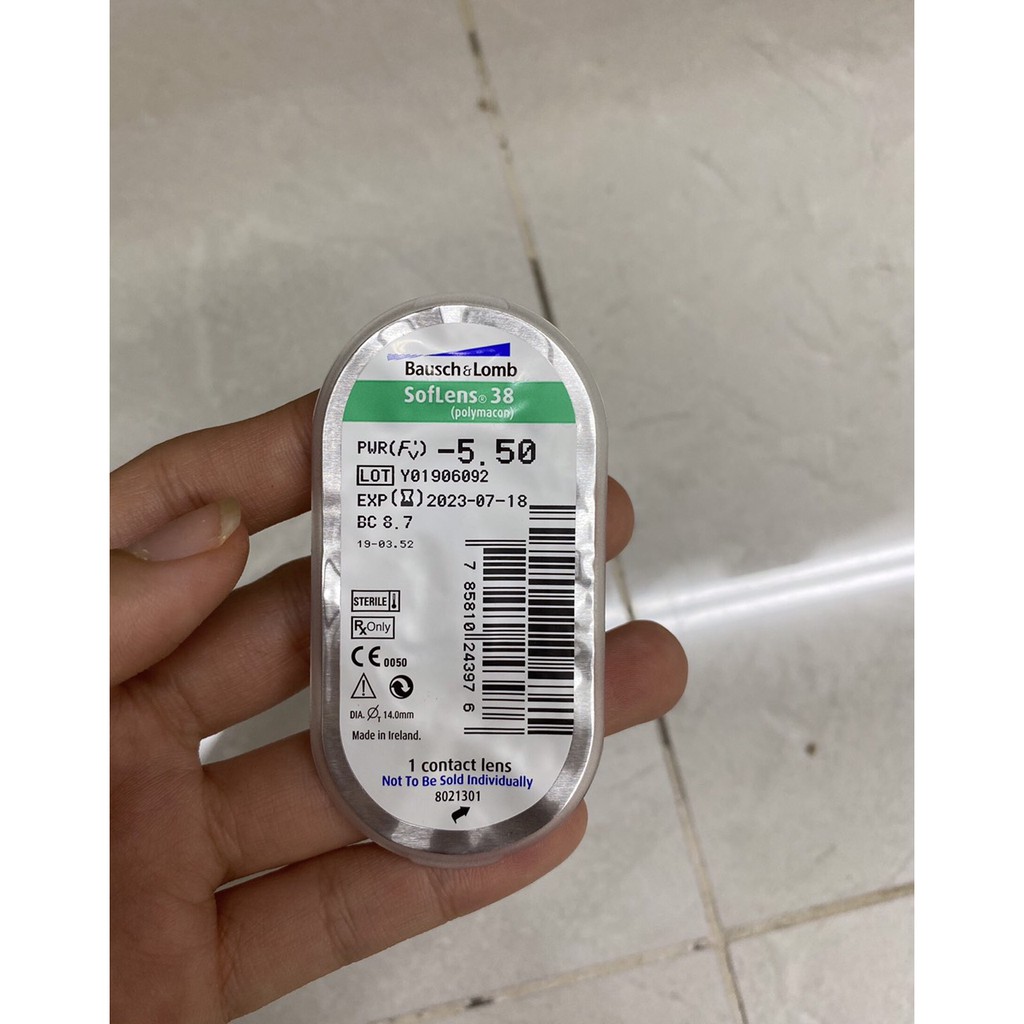 Bausch & Lomb
SofLens® 38
(polymacon)
PWR(F'v) -5.50
LOT Y01906092
EXP(⌛)2023-07-18
BC 8.7
19-03.52
7 85810 24397 6
STERILE
Rx Only
CE 0050
DIA. ØT 14.0mm
Made in Ireland.
1 contact lens
Not To Be Sold Individually
8021301